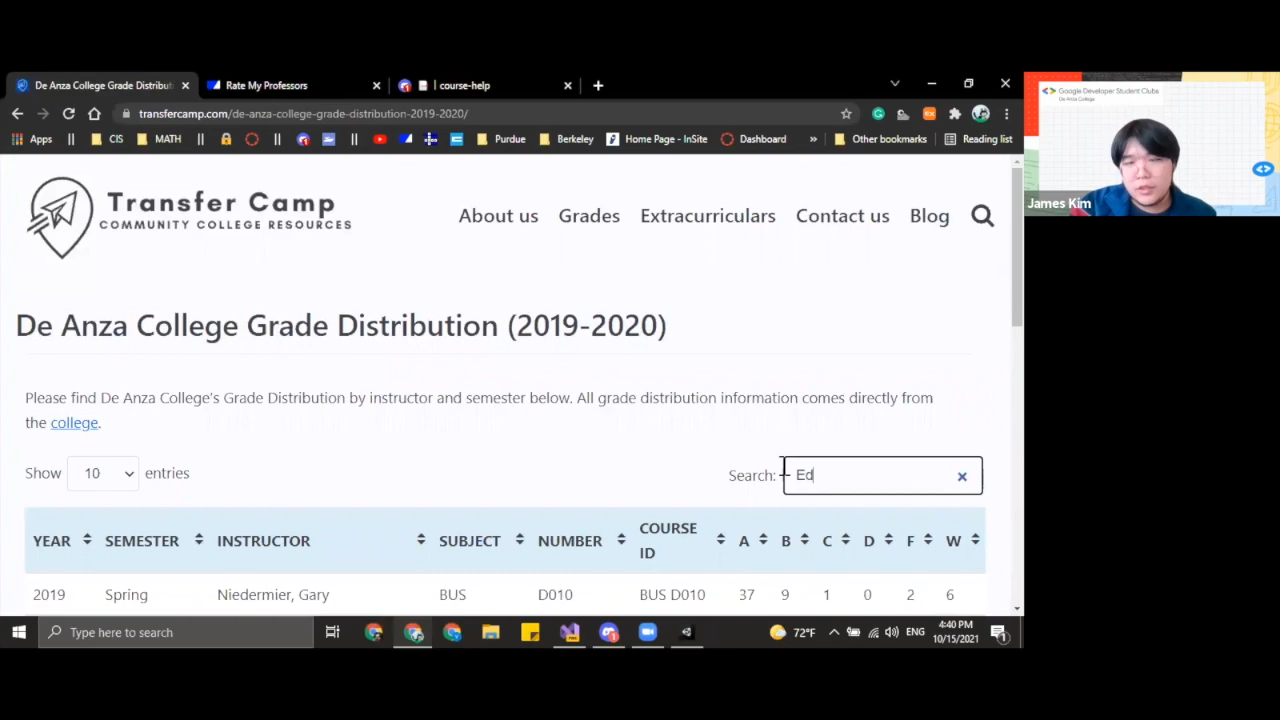 De Anza College Grade Distribut
Rate My Professors
| course-help
transfercamp.com/de-anza-college-grade-distribution-2019-2020/
Apps || CIS MATH || || || Purdue Berkeley Home Page - InSite Dashboard » Other bookmarks Reading list
Google Developer Student Clubs
De Anza College
James Kim
Transfer Camp
COMMUNITY COLLEGE RESOURCES
About us Grades Extracurriculars Contact us Blog
De Anza College Grade Distribution (2019-2020)
Please find De Anza College's Grade Distribution by instructor and semester below. All grade distribution information comes directly from
the college.
Show 10 entries
Search: Ed
YEAR SEMESTER INSTRUCTOR SUBJECT NUMBER COURSE ID A B C D F W
2019 Spring Niedermier, Gary BUS D010 BUS D010 37 9 1 0 2 6
Type here to search
72°F ENG
4:40 PM
10/15/2021
1